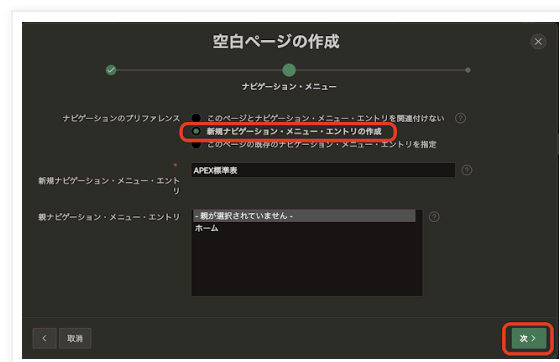 空白ページの作成
ナビゲーション・メニュー
ナビゲーションのプリファレンス
このページとナビゲーション・メニュー・エントリを関連付けない
新規ナビゲーション・メニュー・エントリの作成
このページの既存のナビゲーション・メニュー・エントリを指定
*
新規ナビゲーション・メニュー・エント
リ
APEX標準表
親ナビゲーション・メニュー・エントリ
- 親が選択されていません -
ホーム
取消
次 >